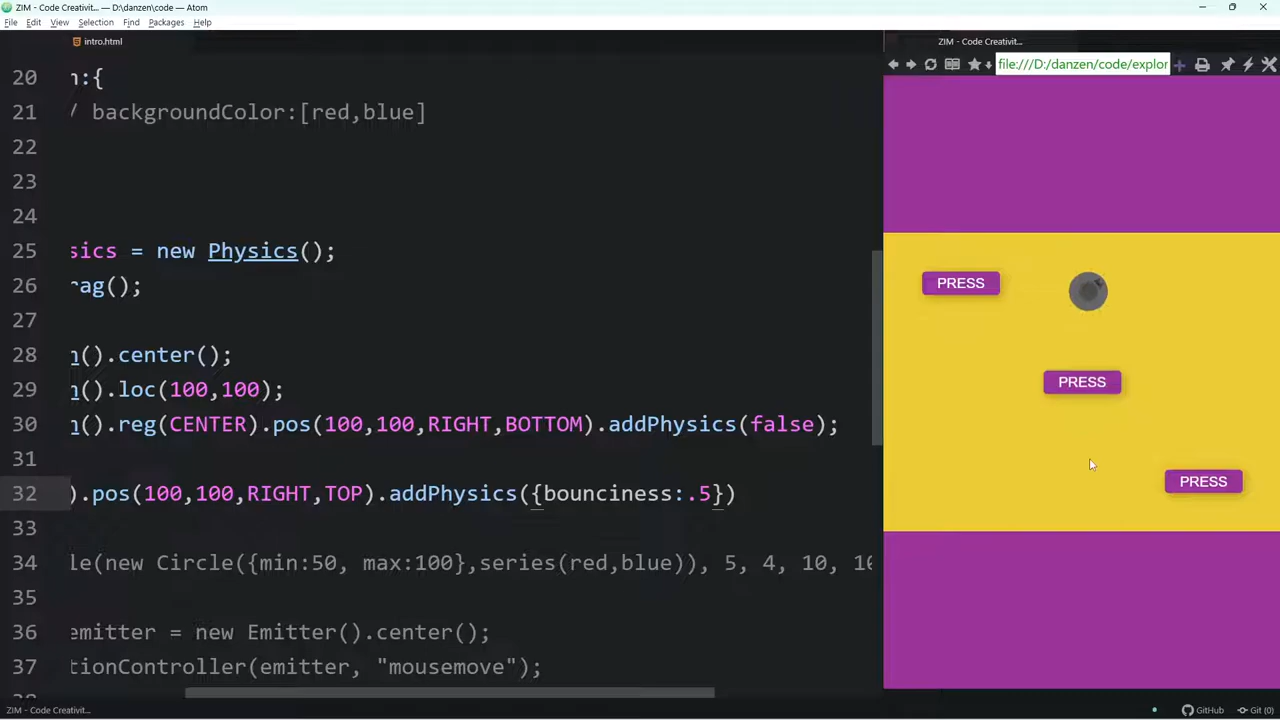 ZIM - Code Creativit... — D:\danzen\code — Atom
File Edit View Selection Find Packages Help
intro.html
ZIM - Code Creativit...
file:///D:/danzen/code/explor
20 n:{
21 / backgroundColor:[red,blue]
22
23
24
25 sics = new Physics();
26 rag();
27
28 n().center();
29 n().loc(100,100);
30 n().reg(CENTER).pos(100,100,RIGHT,BOTTOM).addPhysics(false);
31
32 ).pos(100,100,RIGHT,TOP).addPhysics({bounciness:.5})
33
34 le(new Circle({min:50, max:100},series(red,blue)), 5, 4, 10, 10
35
36 emitter = new Emitter().center();
37 tionController(emitter, "mousemove");
PRESS
PRESS
PRESS
ZIM - Code Creativit...
GitHub
Git (0)